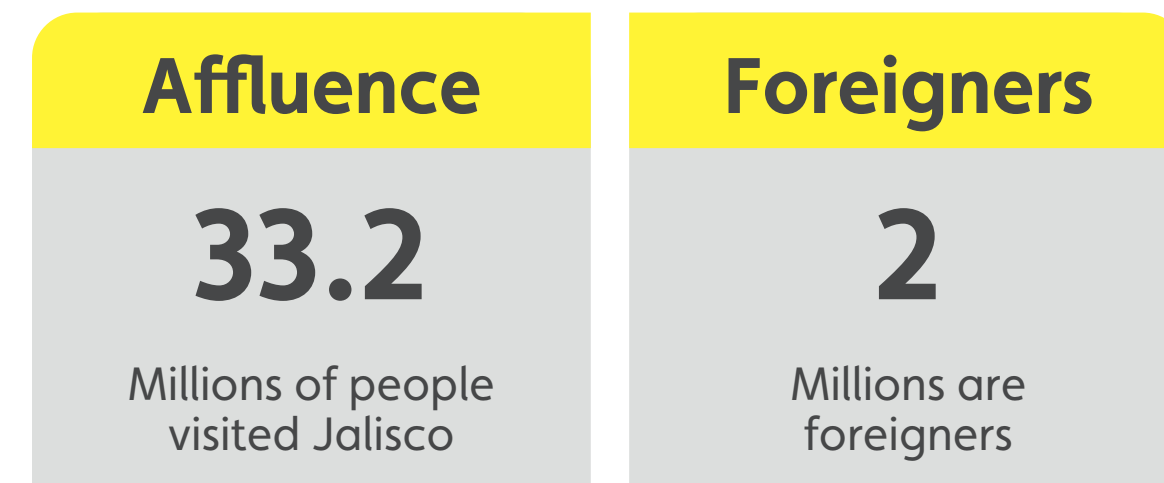 Affluence
33.2
Millions of people
visited Jalisco
Foreigners
2
Millions are
foreigners